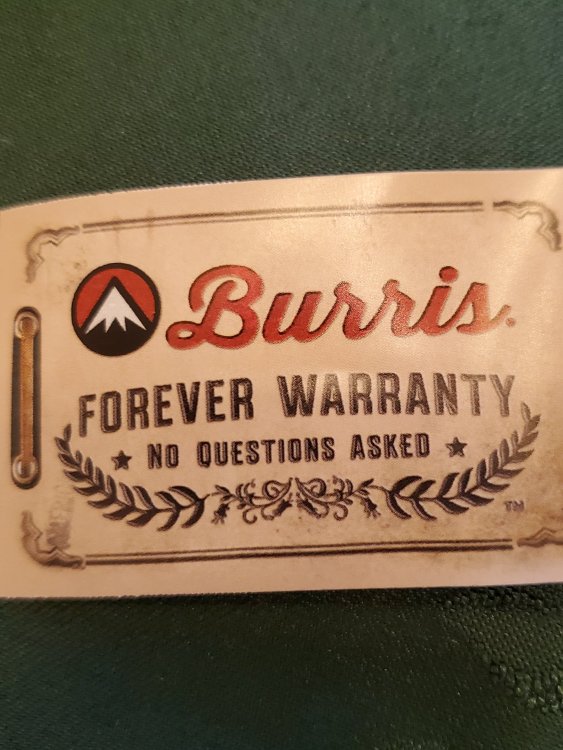 Burris.
FOREVER WARRANTY
★ NO QUESTIONS ASKED ★
TM